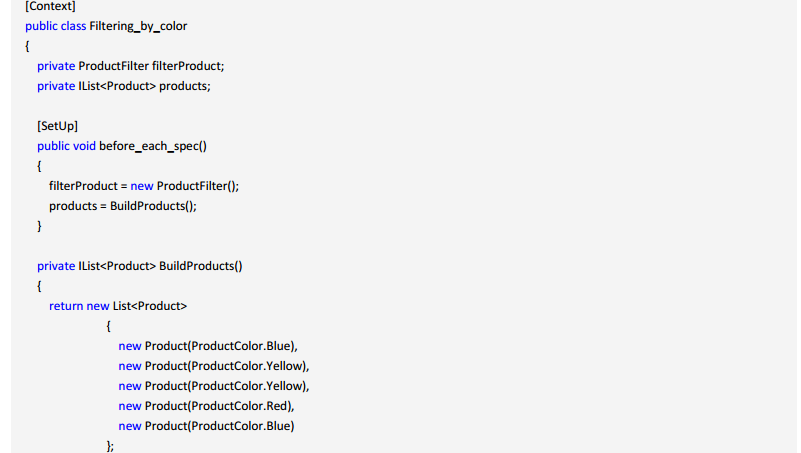 [Context]
public class Filtering_by_color
{
private ProductFilter filterProduct;
private IList<Product> products;
[SetUp]
public void before_each_spec()
{
filterProduct = new ProductFilter();
products = BuildProducts();
}
private IList<Product> BuildProducts()
{
return new List<Product>
{
new Product(ProductColor.Blue),
new Product(ProductColor.Yellow),
new Product(ProductColor.Yellow),
new Product(ProductColor.Red),
new Product(ProductColor.Blue)
};